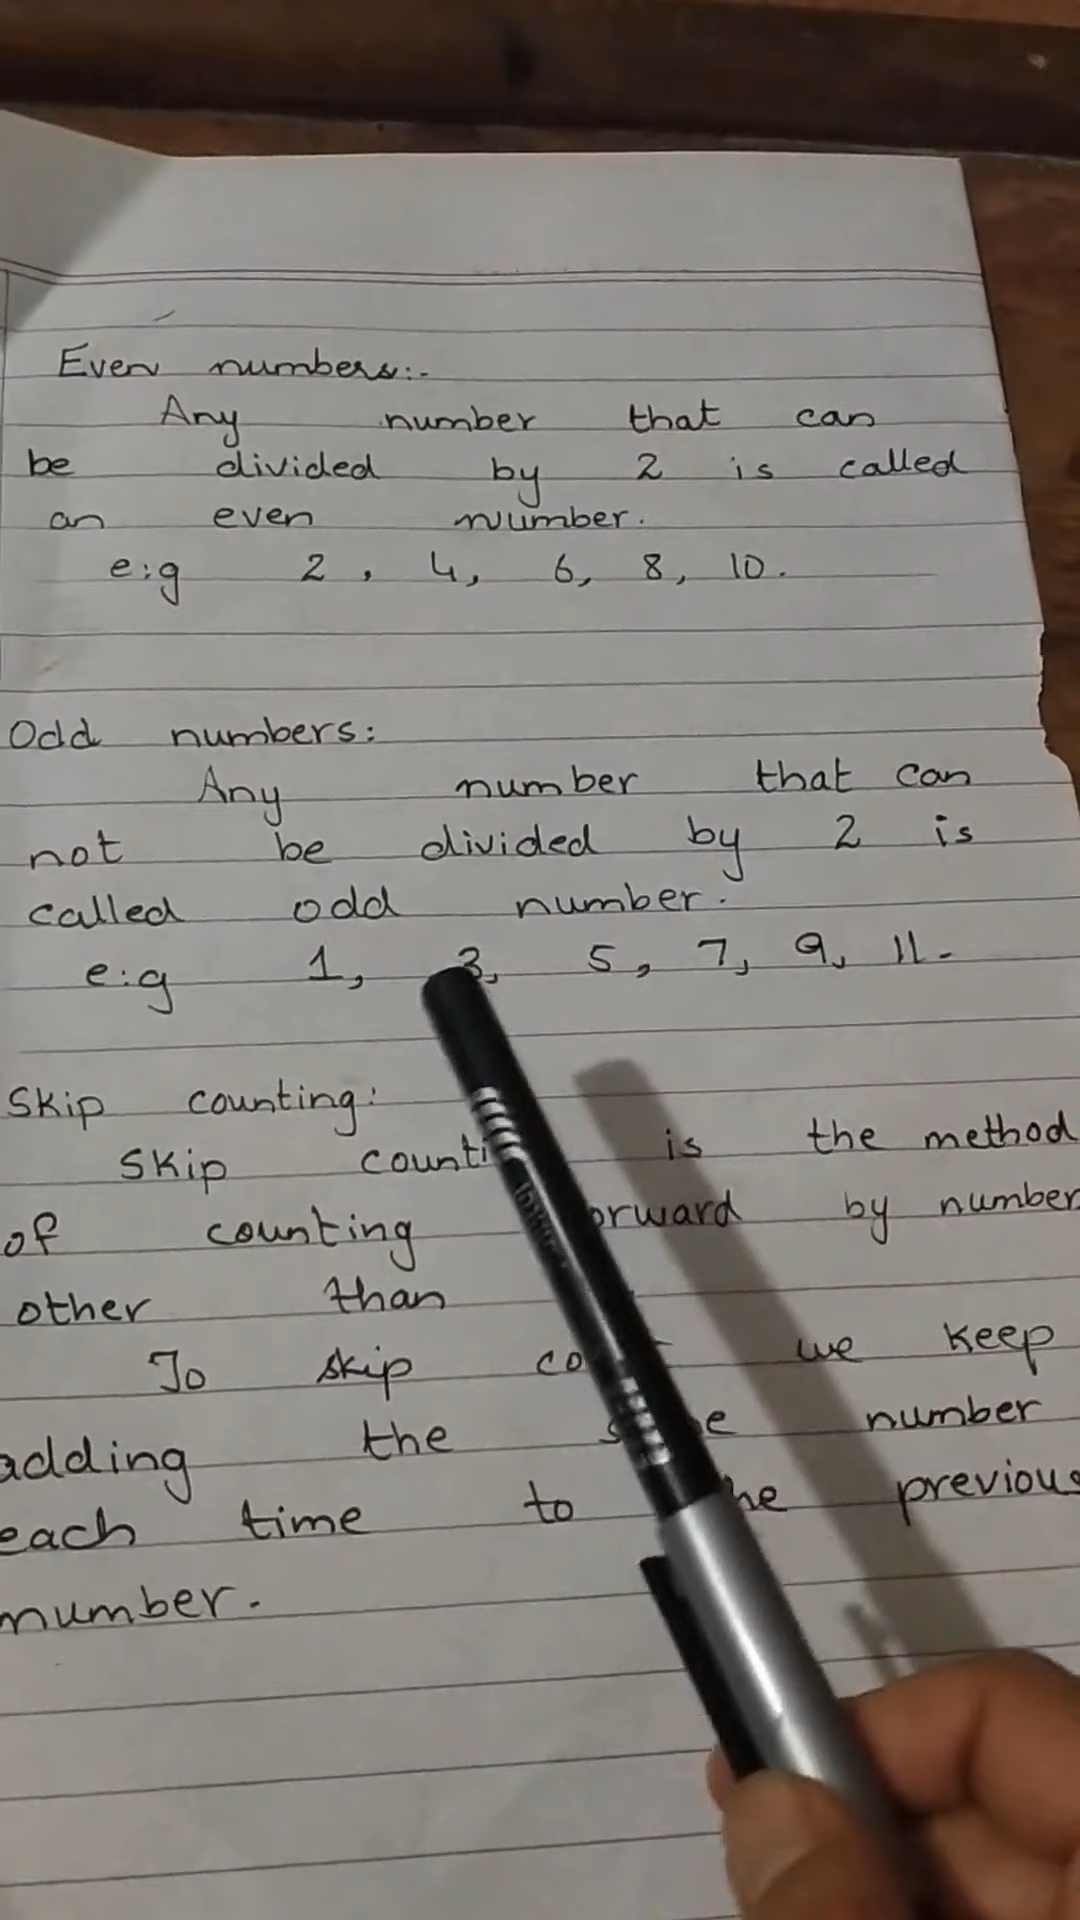 Even numbers:-
Any number that can
be divided by 2 is called
an even number.
e:g 2, 4, 6, 8, 10.
Odd numbers:
Any number that can
not be divided by 2 is
called odd number.
e:g 1, 3, 5, 7, 9, 11.
Skip counting:
Skip is the method
of counting by number
other than
To skip we keep
adding the number
each time to previous
number.